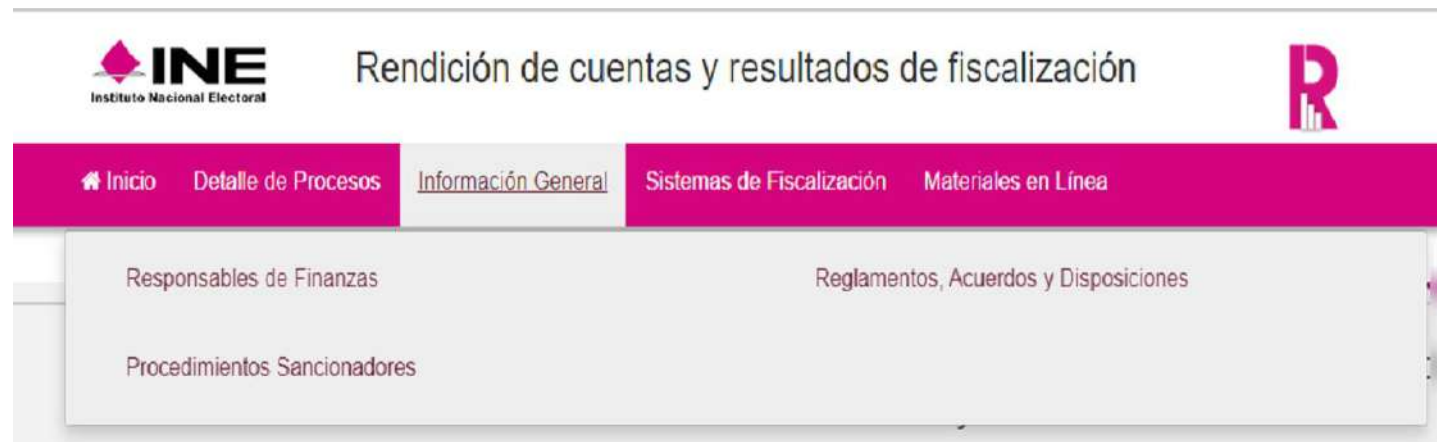 INE
Instituto Nacional Electoral
Rendición de cuentas y resultados de fiscalización
R
Inicio Detalle de Procesos Información General Sistemas de Fiscalización Materiales en Línea
Responsables de Finanzas Reglamentos, Acuerdos y Disposiciones
Procedimientos Sancionadores